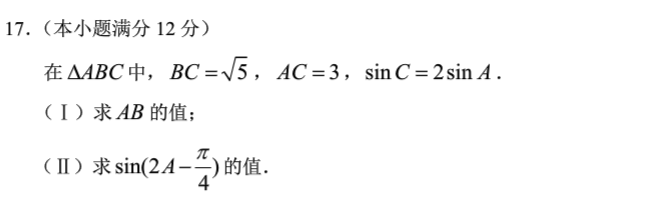 17.（本小题满分 12 分）
在 ΔABC 中， BC = √5 ， AC = 3 ， sin C = 2 sin A .
（Ⅰ）求 AB 的值；
（Ⅱ）求 sin(2A − π/4) 的值.